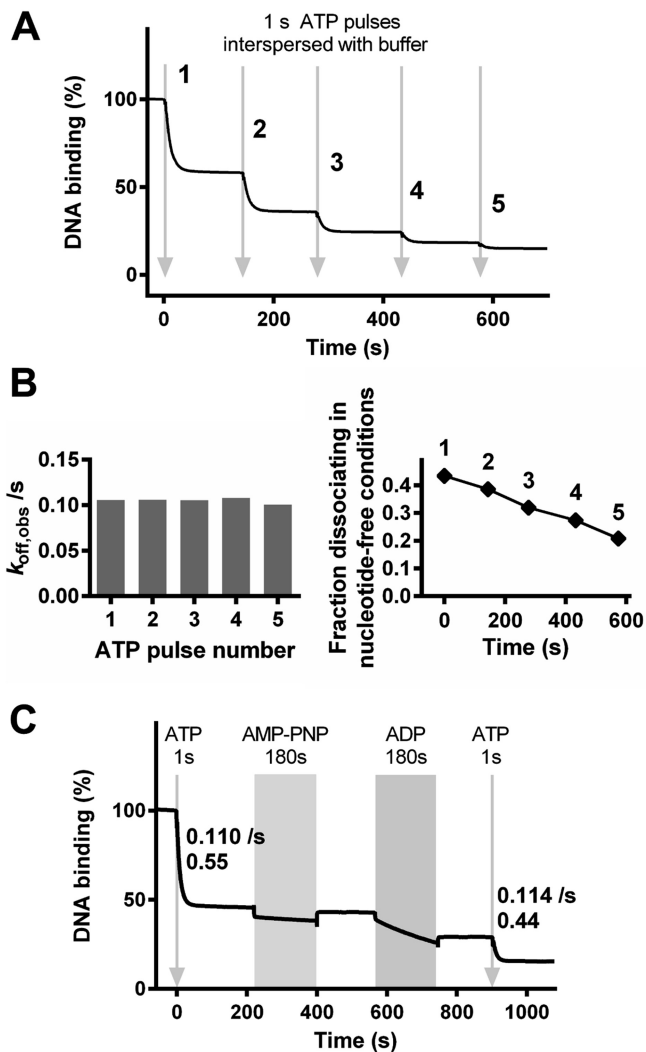 A
1 s ATP pulses
interspersed with buffer
DNA binding (%)
100
50
0
1
2
3
4
5
0 200 400 600
Time (s)
B
koff,obs /s
0.15
0.10
0.05
0.00
1 2 3 4 5
ATP pulse number
Fraction dissociating in
nucleotide-free conditions
0.4
0.3
0.2
0.1
0.0
1
2
3
4
5
0 200 400 600
Time (s)
C
ATP AMP-PNP ADP ATP
1s 180s 180s 1s
DNA binding (%)
100
50
0
0.110 /s
0.55
0.114 /s
0.44
0 200 400 600 800 1000
Time (s)